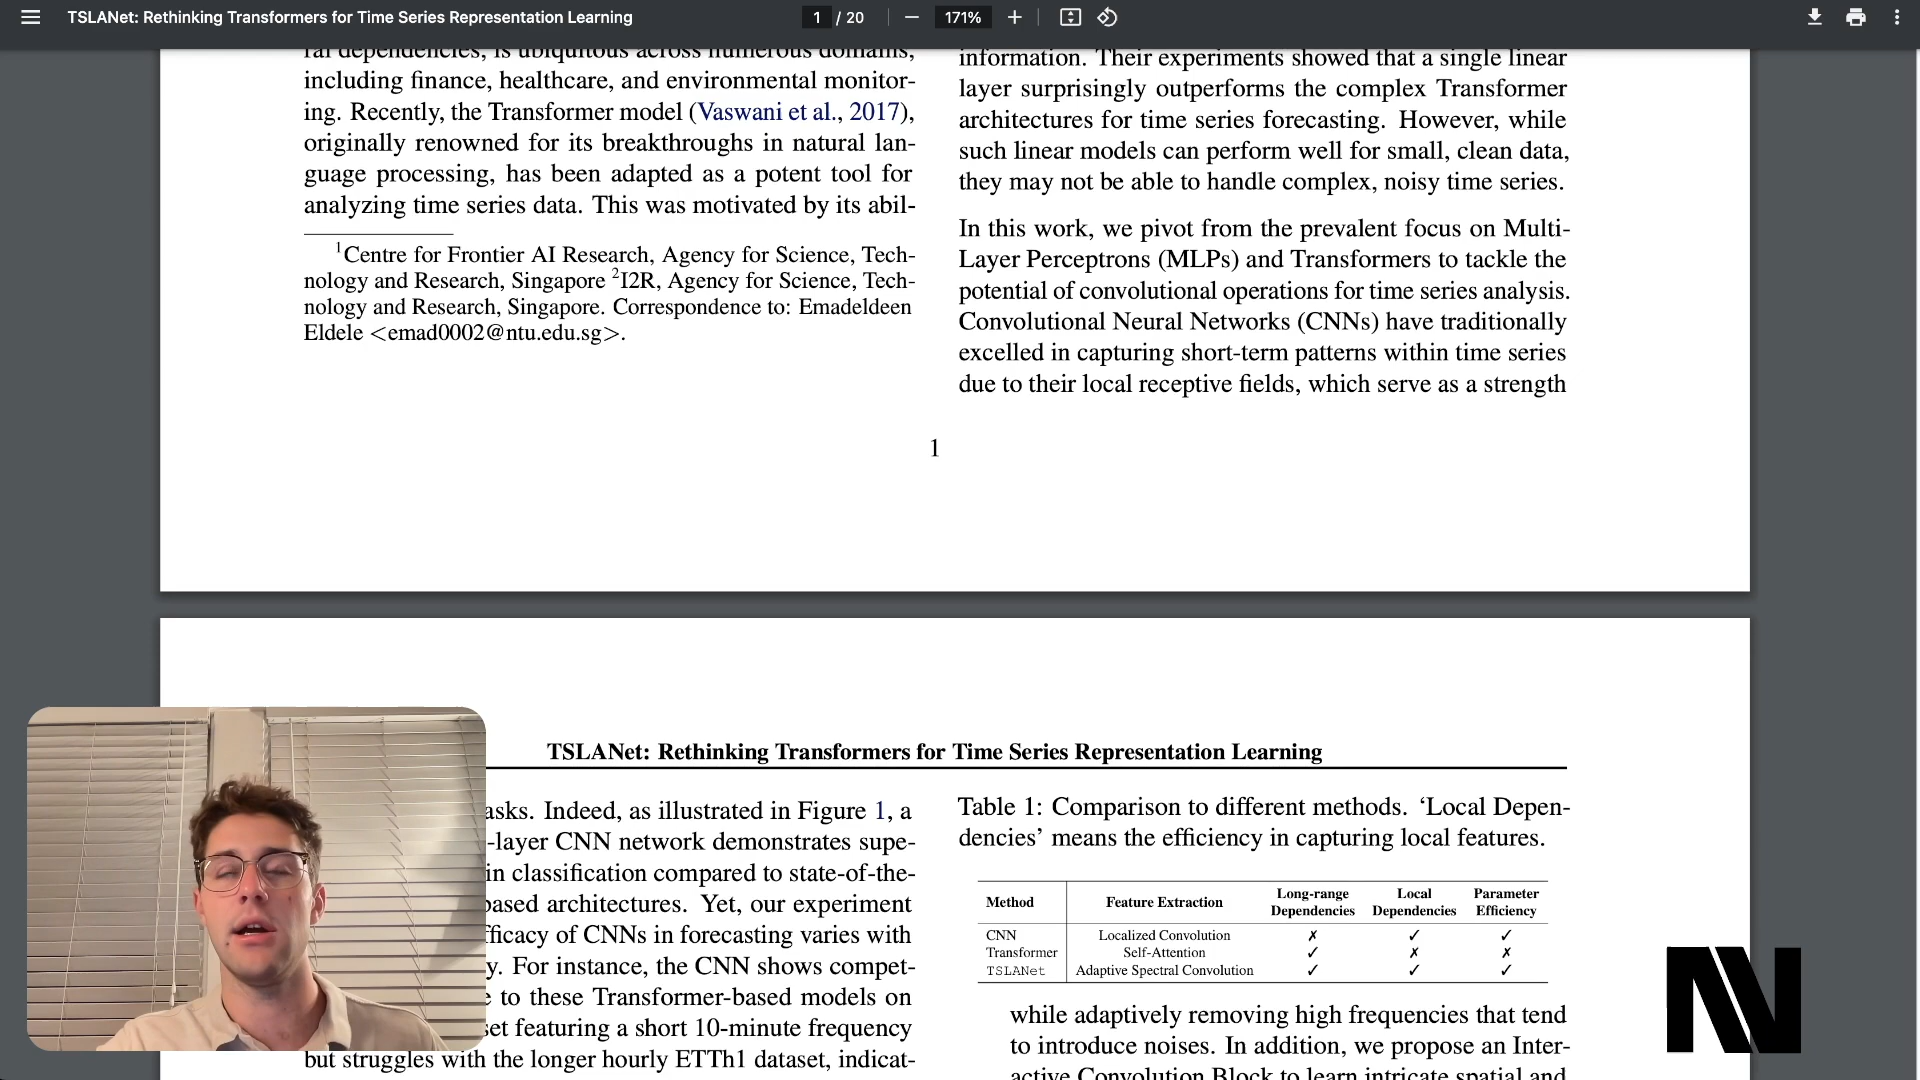 TSLANet: Rethinking Transformers for Time Series Representation Learning
1 / 20
171%
ral dependencies, is ubiquitous across numerous domains,
including finance, healthcare, and environmental monitor-
ing. Recently, the Transformer model (Vaswani et al., 2017),
originally renowned for its breakthroughs in natural lan-
guage processing, has been adapted as a potent tool for
analyzing time series data. This was motivated by its abil-
1Centre for Frontier AI Research, Agency for Science, Tech-
nology and Research, Singapore 2I2R, Agency for Science, Tech-
nology and Research, Singapore. Correspondence to: Emadeldeen
Eldele <emad0002@ntu.edu.sg>.
information. Their experiments showed that a single linear
layer surprisingly outperforms the complex Transformer
architectures for time series forecasting. However, while
such linear models can perform well for small, clean data,
they may not be able to handle complex, noisy time series.
In this work, we pivot from the prevalent focus on Multi-
Layer Perceptrons (MLPs) and Transformers to tackle the
potential of convolutional operations for time series analysis.
Convolutional Neural Networks (CNNs) have traditionally
excelled in capturing short-term patterns within time series
due to their local receptive fields, which serve as a strength
1
TSLANet: Rethinking Transformers for Time Series Representation Learning
asks. Indeed, as illustrated in Figure 1, a
-layer CNN network demonstrates supe-
in classification compared to state-of-the-
based architectures. Yet, our experiment
fficacy of CNNs in forecasting varies with
y. For instance, the CNN shows compet-
e to these Transformer-based models on
set featuring a short 10-minute frequency
but struggles with the longer hourly ETTh1 dataset, indicat-
Table 1: Comparison to different methods. ‘Local Depen-
dencies’ means the efficiency in capturing local features.
Method Feature Extraction Long-range Dependencies Local Dependencies Parameter Efficiency
CNN Localized Convolution ✗ ✓ ✓
Transformer Self-Attention ✓ ✗ ✗
TSLANet Adaptive Spectral Convolution ✓ ✓ ✓
while adaptively removing high frequencies that tend
to introduce noises. In addition, we propose an Inter-
active Convolution Block to learn intricate spatial and